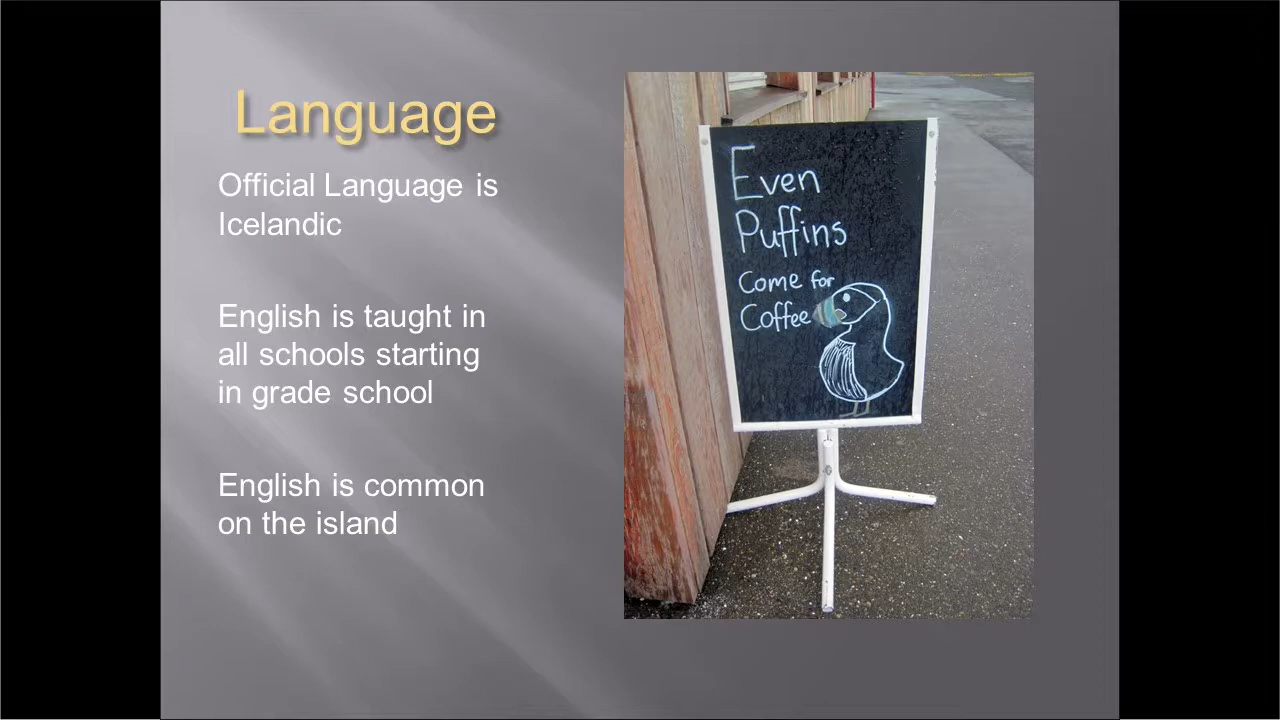 Language
Official Language is
Icelandic
English is taught in
all schools starting
in grade school
English is common
on the island
Even
Puffins
Come for
Coffee